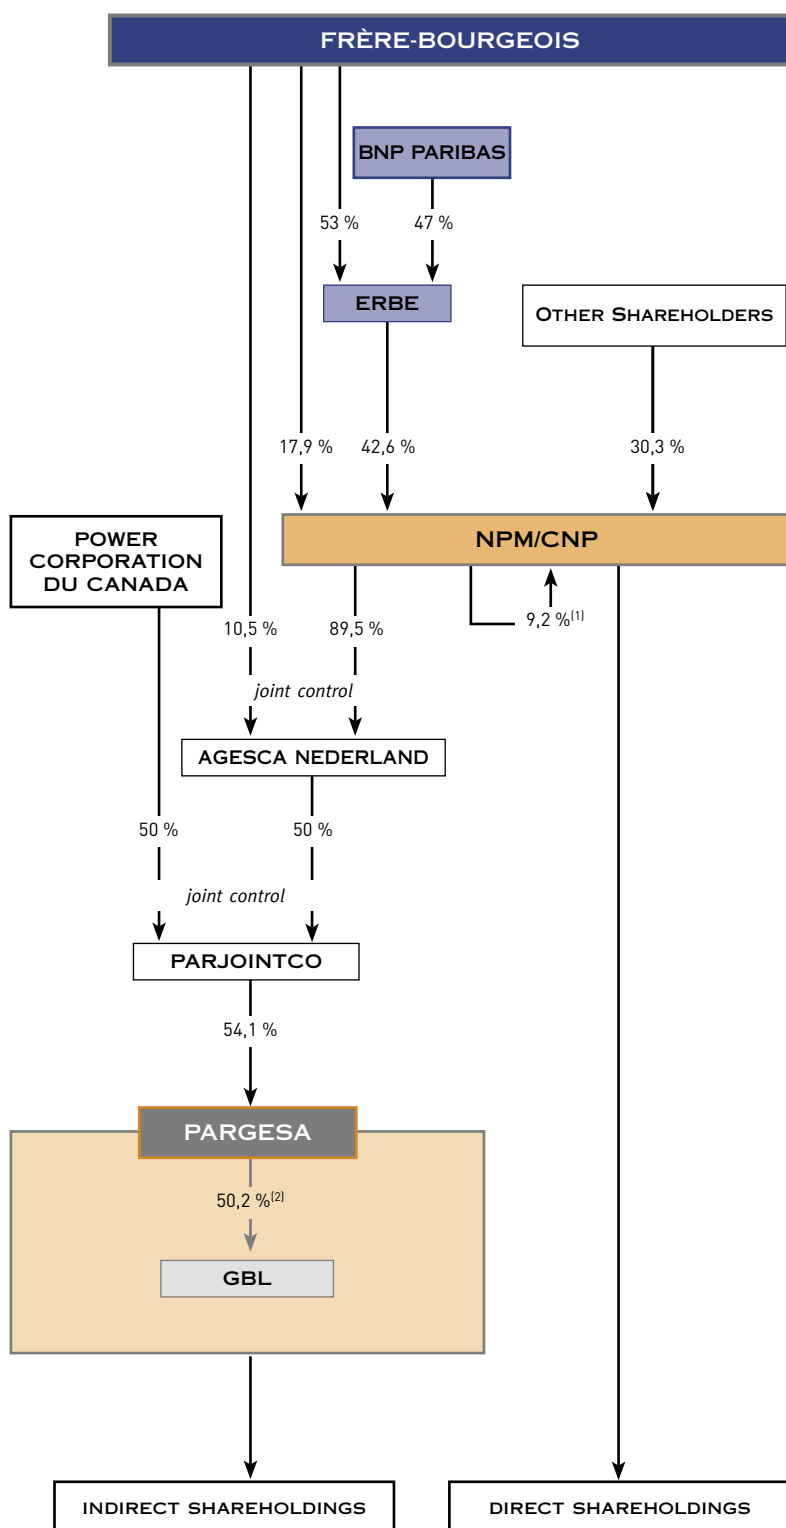 FRÈRE-BOURGEOIS
BNP PARIBAS
53 %
47 %
ERBE
OTHER SHAREHOLDERS
17,9 %
42,6 %
30,3 %
POWER
CORPORATION
DU CANADA
NPM/CNP
10,5 %
89,5 %
9,2 %(1)
joint control
AGESCA NEDERLAND
50 %
50 %
joint control
PARJOINTCO
54,1 %
PARGESA
50,2 %(2)
GBL
INDIRECT SHAREHOLDINGS
DIRECT SHAREHOLDINGS